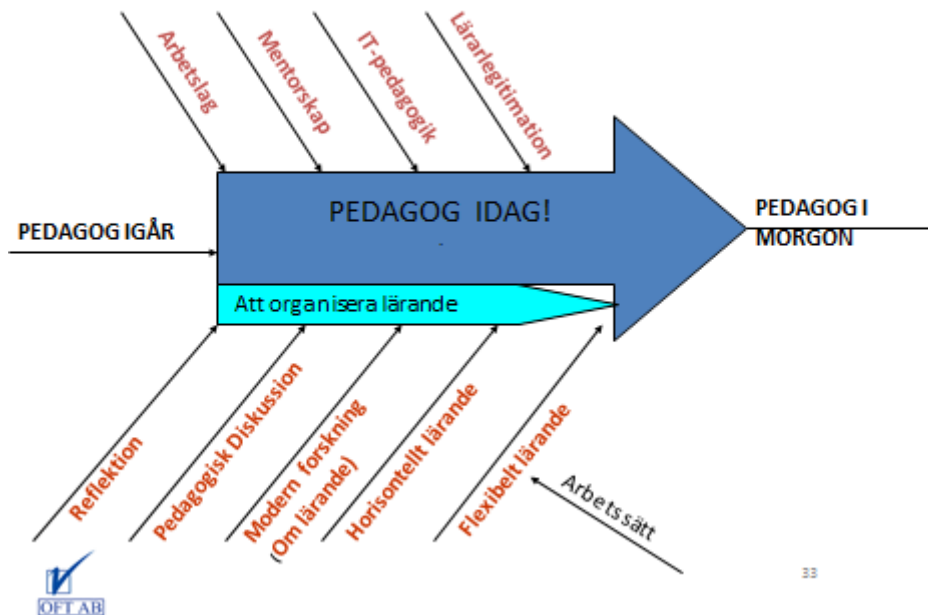 Arbetslag
Mentorskap
IT-pedagogik
Lärarlegitimation
PEDAGOG IDAG!
PEDAGOG IGÅR
PEDAGOG I
MORGON
Att organisera lärande
Reflektion
Pedagogisk Diskussion
Modern forskning
(Om lärande)
Horisontellt lärande
Flexibelt lärande
Arbetssätt
33
OFT AB